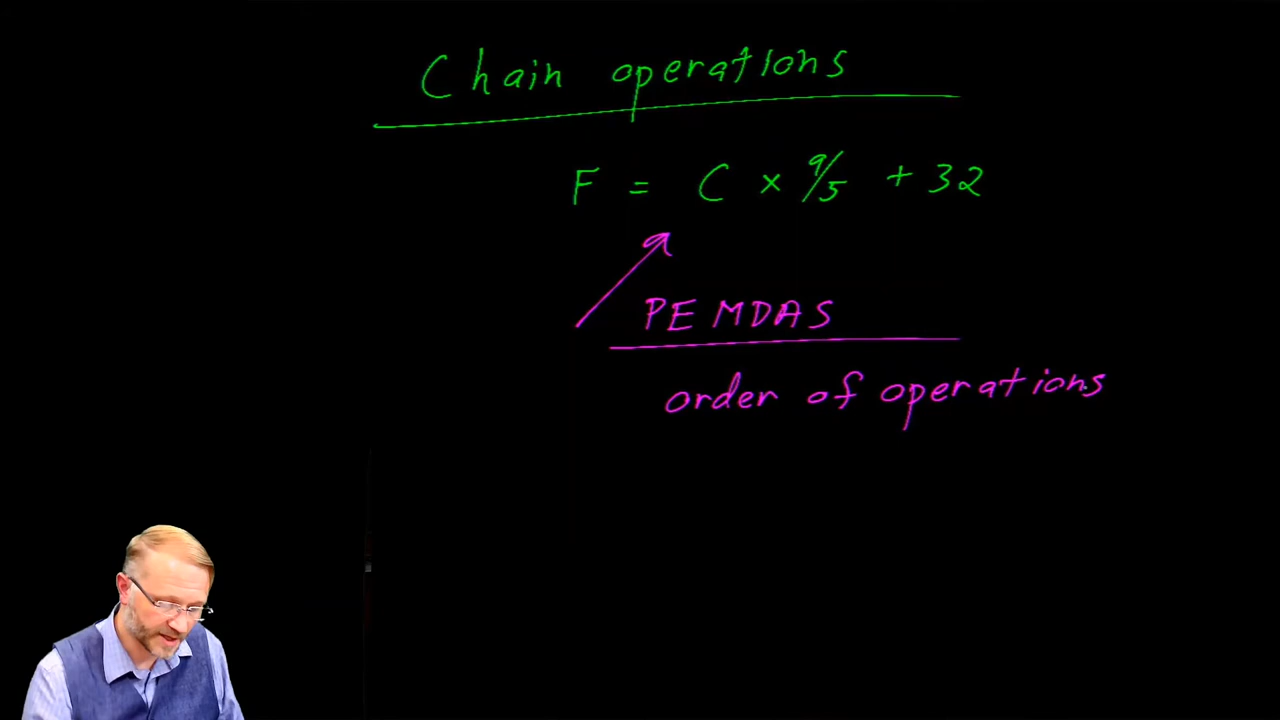 Chain operations
F = C × 9/5 + 32
PEMDAS
order of operations